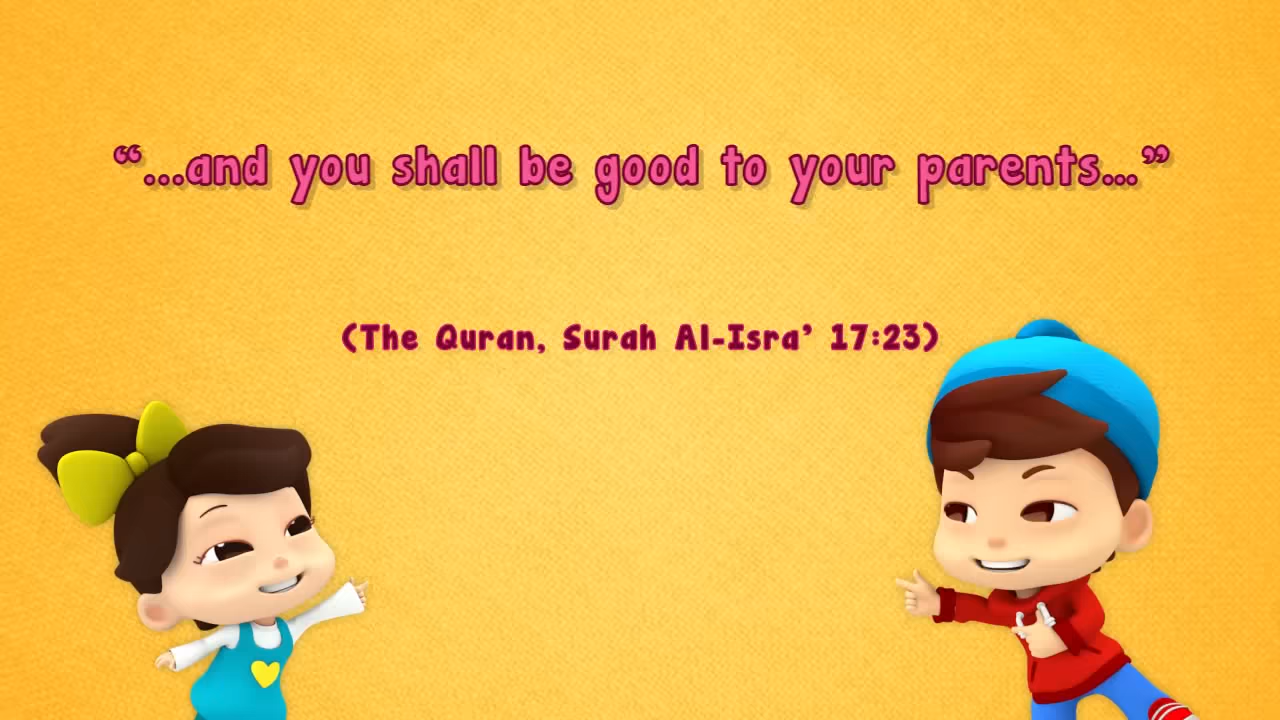 “...and you shall be good to your parents...”
(The Quran, Surah Al-Isra’ 17:23)